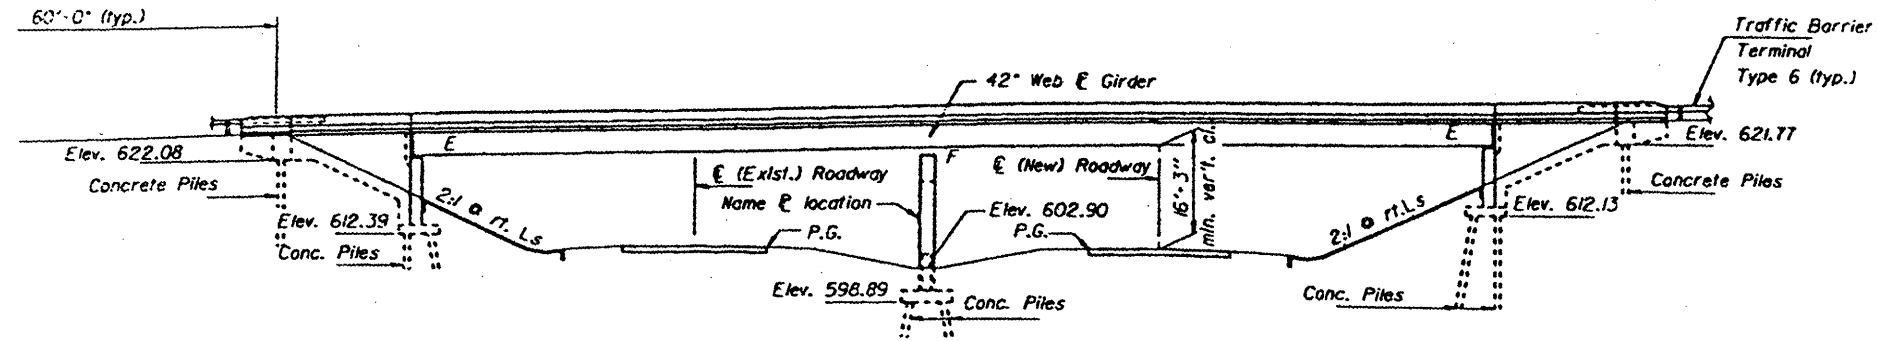 60'-0" (typ.)
Traffic Barrier
Terminal
Type 6 (typ.)
42" Web ℄ Girder
E
E
Elev. 622.08
Elev. 621.77
F
℄ (Exist.) Roadway
℄ (New) Roadway
16'-3"
min. ver't. cl.
Concrete Piles
Concrete Piles
Name ℙ location
2:1 @ rt. Ls
2:1 @ rt.Ls
Elev. 612.39
Elev. 602.90
Elev. 612.13
P.G.
P.G.
Conc. Piles
Elev. 598.89
Conc. Piles
Conc. Piles